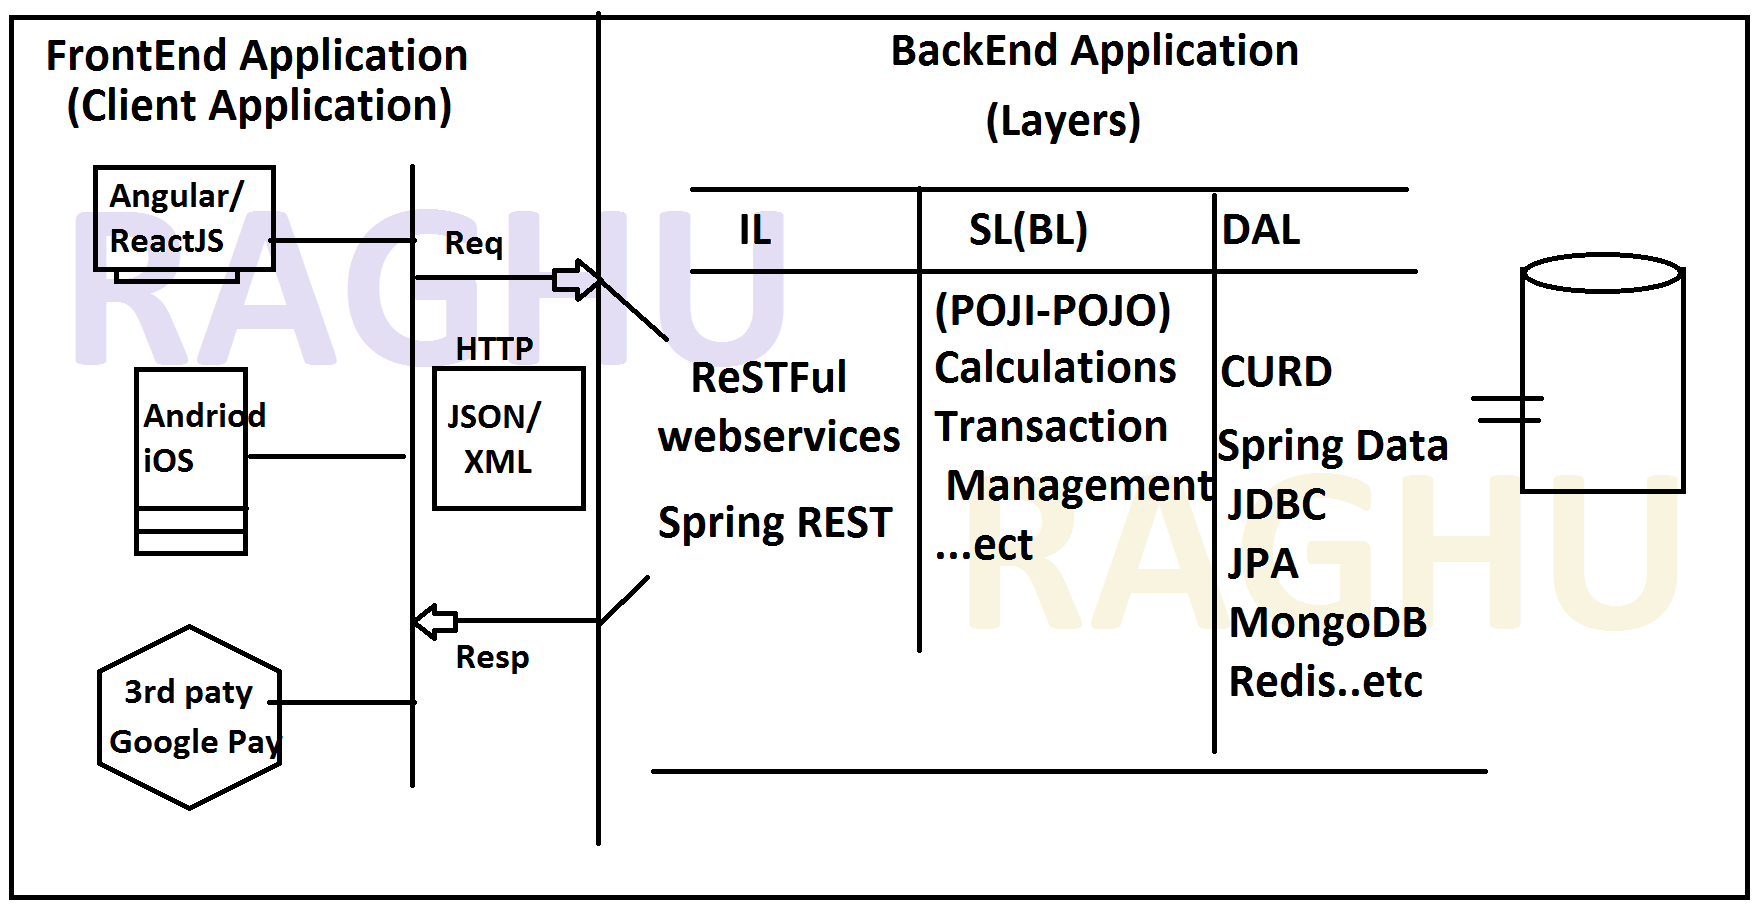 FrontEnd Application
(Client Application)
Angular/
ReactJS
Andriod
iOS
3rd paty
Google Pay
Req
HTTP
JSON/
XML
Resp
BackEnd Application
(Layers)
IL
ReSTFul
webservices
Spring REST
SL(BL)
(POJI-POJO)
Calculations
Transaction
Management
...ect
DAL
CURD
Spring Data
JDBC
JPA
MongoDB
Redis..etc
RAGHU
RAGHU